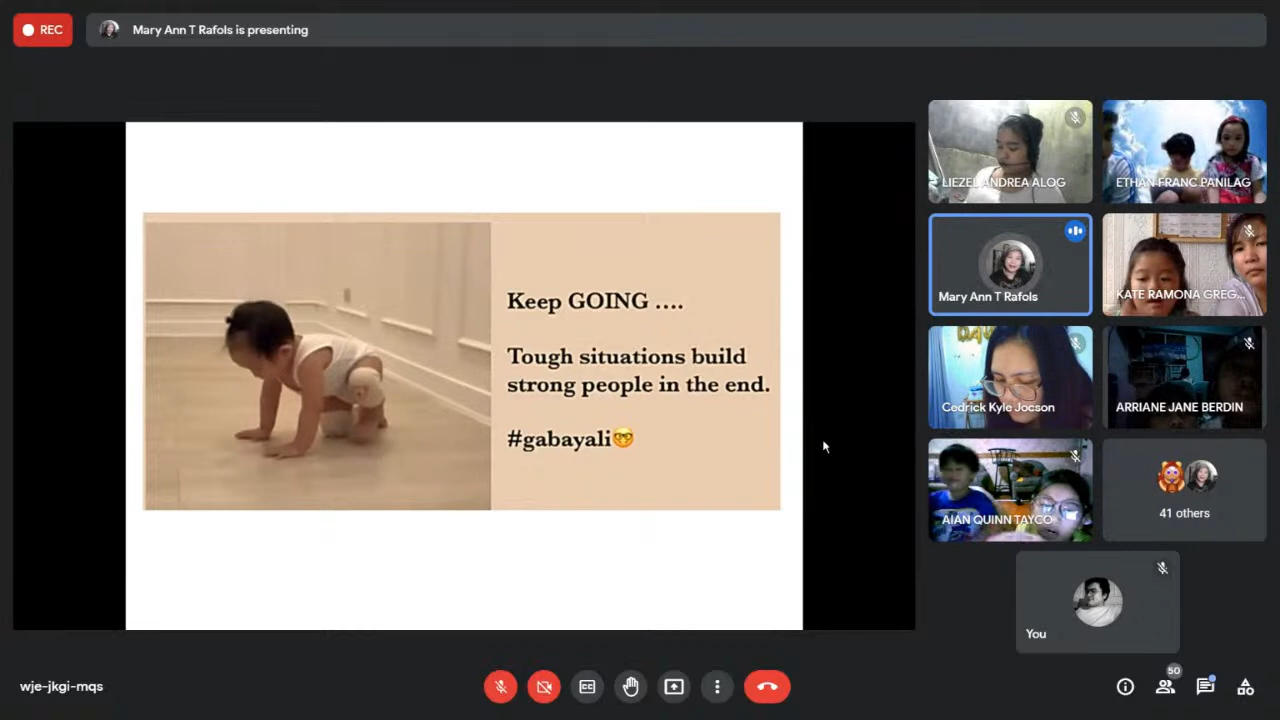 REC
Mary Ann T Rafols is presenting
Keep GOING ....
Tough situations build
strong people in the end.
#gabayali🤓
LIEZEL ANDREA ALOG
ETHAN FRANC PANILAG
Mary Ann T Rafols
KATE RAMONA GREG...
Cedrick Kyle Jocson
ARRIANE JANE BERDIN
AIAN QUINN TAYCO
41 others
You
wje-jkgi-mqs
CC
50